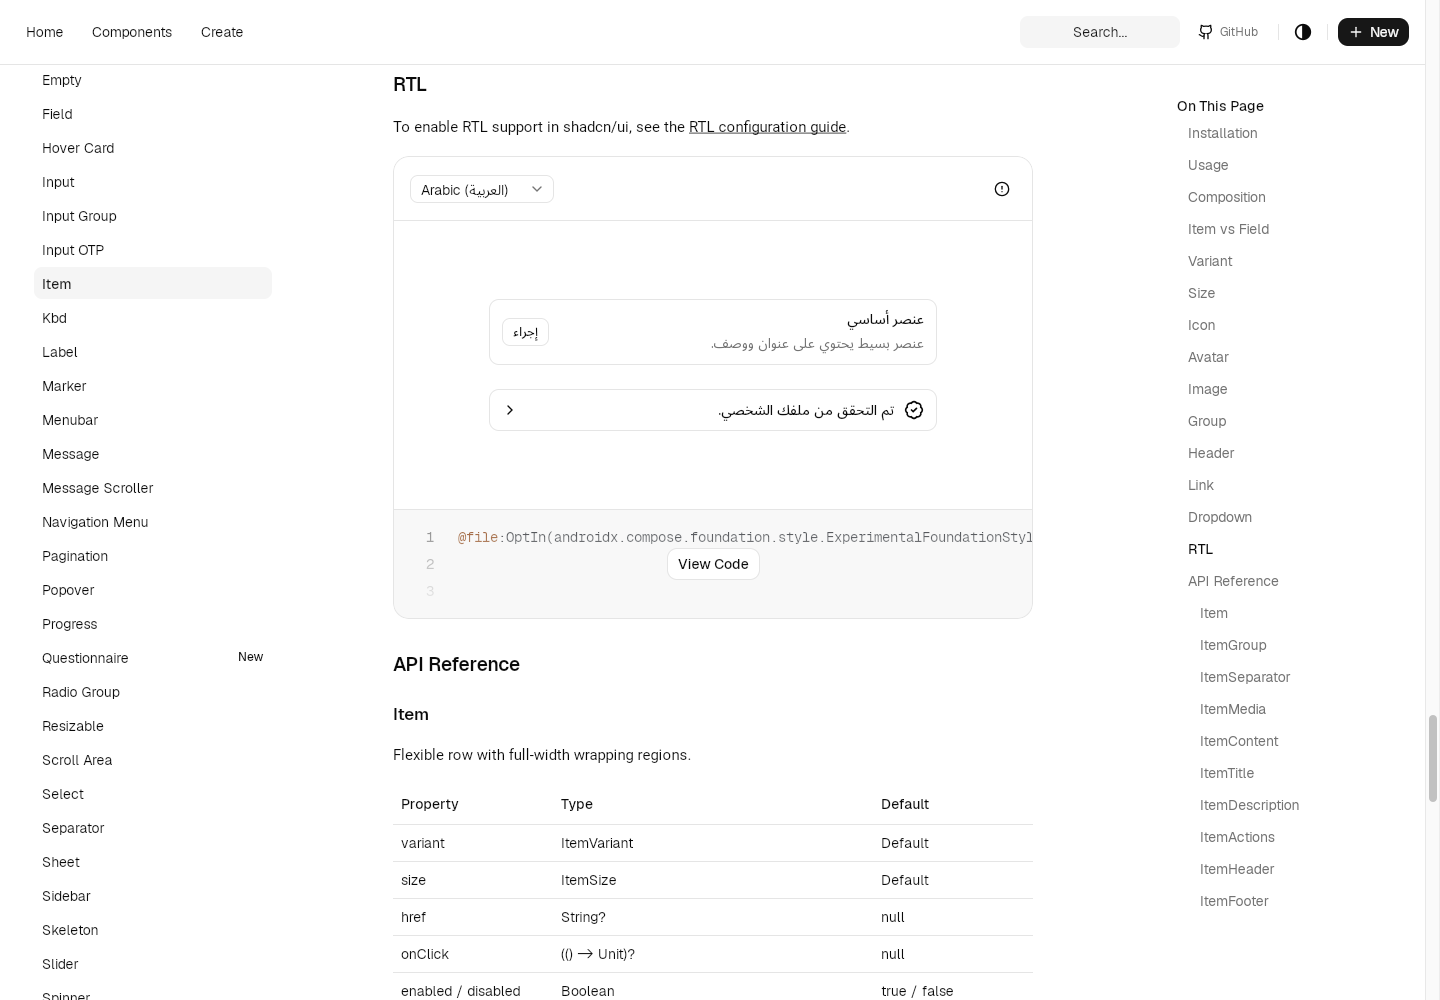 Home Components Create Search... GitHub New
Empty
Field
Hover Card
Input
Input Group
Input OTP
Item
Kbd
Label
Marker
Menubar
Message
Message Scroller
Navigation Menu
Pagination
Popover
Progress
Questionnaire New
Radio Group
Resizable
Scroll Area
Select
Separator
Sheet
Sidebar
Skeleton
Slider
Spinner
RTL
To enable RTL support in shadcn/ui, see the RTL configuration guide.
Arabic (العربية)
عنصر أساسي
عنصر بسيط يحتوي على عنوان ووصف.
إجراء
تم التحقق من ملفك الشخصي.
1 @file:OptIn(androidx.compose.foundation.style.ExperimentalFoundationStyl
2
View Code
3
API Reference
Item
Flexible row with full-width wrapping regions.
Property Type Default
variant ItemVariant Default
size ItemSize Default
href String? null
onClick (() -> Unit)? null
enabled / disabled Boolean true / false
On This Page
Installation
Usage
Composition
Item vs Field
Variant
Size
Icon
Avatar
Image
Group
Header
Link
Dropdown
RTL
API Reference
Item
ItemGroup
ItemSeparator
ItemMedia
ItemContent
ItemTitle
ItemDescription
ItemActions
ItemHeader
ItemFooter